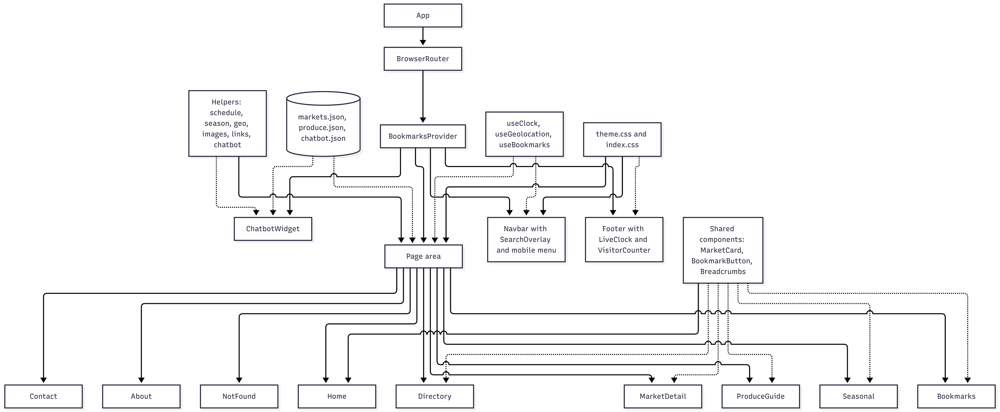 App
BrowserRouter
Helpers:
schedule,
season, geo,
images, links,
chatbot
markets.json,
produce.json,
chatbot.json
BookmarksProvider
useClock,
useGeolocation,
useBookmarks
theme.css and
index.css
ChatbotWidget
Page area
Navbar with
SearchOverlay
and mobile menu
Footer with
LiveClock and
VisitorCounter
Shared
components:
MarketCard,
BookmarkButton,
Breadcrumbs
Contact
About
NotFound
Home
Directory
MarketDetail
ProduceGuide
Seasonal
Bookmarks